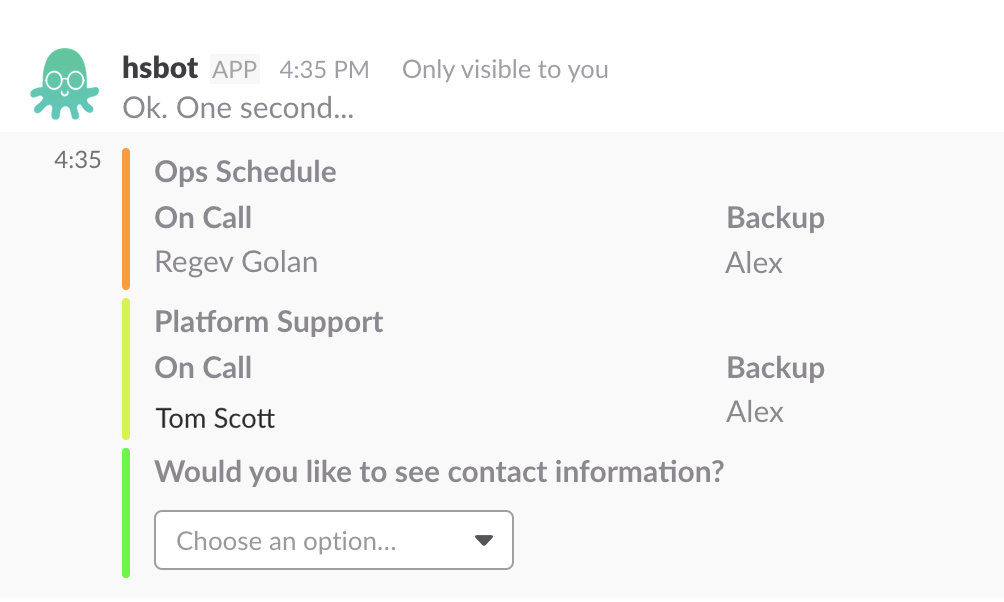 hsbot APP 4:35 PM Only visible to you
Ok. One second...
4:35
Ops Schedule
On Call Backup
Regev Golan Alex
Platform Support
On Call Backup
Tom Scott Alex
Would you like to see contact information?
Choose an option...